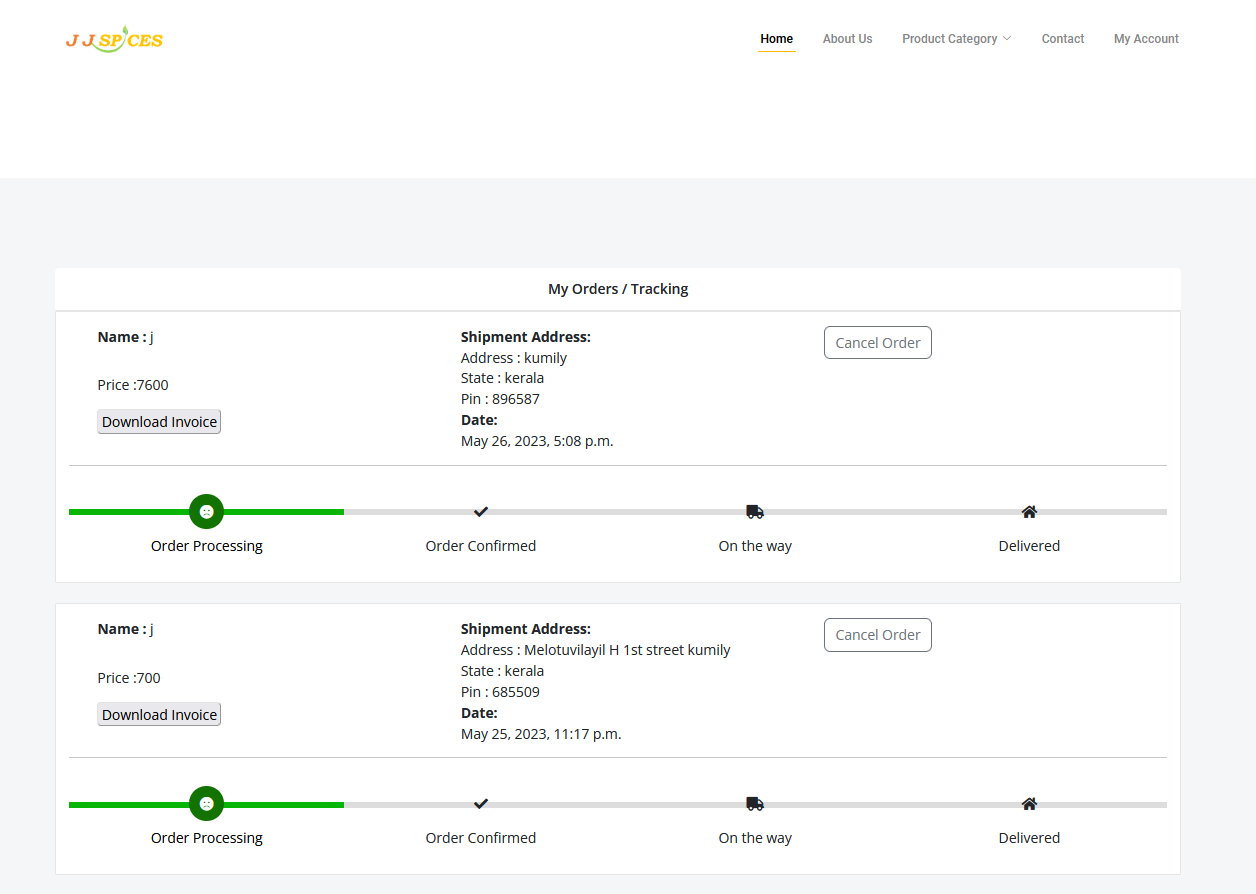 J J SPICES
Home About Us Product Category Contact My Account
My Orders / Tracking
Name : j
Price :7600
Download Invoice
Shipment Address:
Address : kumily
State : kerala
Pin : 896587
Date:
May 26, 2023, 5:08 p.m.
Cancel Order
Order Processing Order Confirmed On the way Delivered
Name : j
Price :700
Download Invoice
Shipment Address:
Address : Melotuvilayil H 1st street kumily
State : kerala
Pin : 685509
Date:
May 25, 2023, 11:17 p.m.
Cancel Order
Order Processing Order Confirmed On the way Delivered